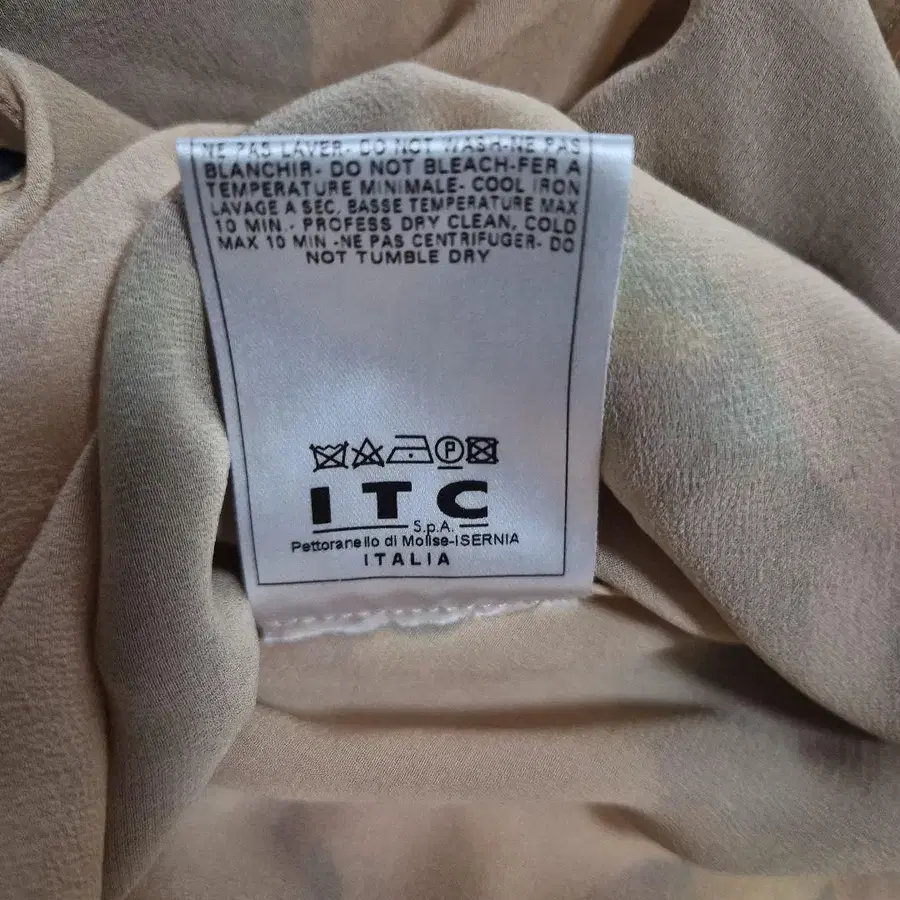 NE PAS LAVER- DO NOT WASH-NE PAS
BLANCHIR- DO NOT BLEACH-FER A
TEMPERATURE MINIMALE- COOL IRON
LAVAGE A SEC, BASSE TEMPERATURE MAX
10 MIN.- PROFESS DRY CLEAN, COLD
MAX 10 MIN -NE PAS CENTRIFUGER- DO
NOT TUMBLE DRY
P
ITC
S.p.A.
Pettoranello di Molise-ISERNIA
ITALIA